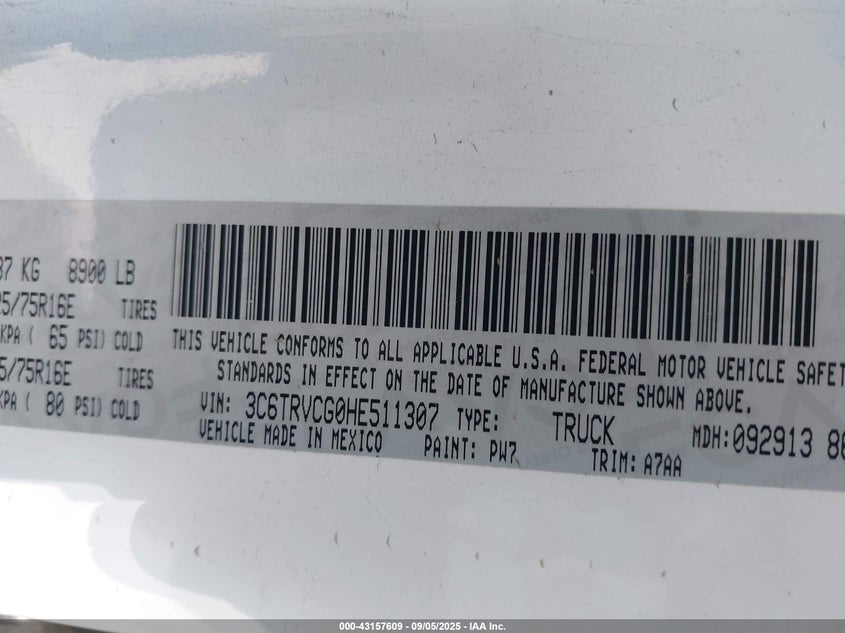 87 KG 8900 LB
5/75R16E TIRES
KPA ( 65 PSI) COLD
5/75R16E TIRES
KPA ( 80 PSI) COLD
THIS VEHICLE CONFORMS TO ALL APPLICABLE U.S.A. FEDERAL MOTOR VEHICLE SAFET
STANDARDS IN EFFECT ON THE DATE OF MANUFACTURE SHOWN ABOVE.
VIN: 3C6TRVCG0HE511307 TYPE: TRUCK MDH:092913 80
VEHICLE MADE IN MEXICO PAINT: PW7 TRIM: A7AA
000-43157609 - 09/05/2025 - IAA Inc.